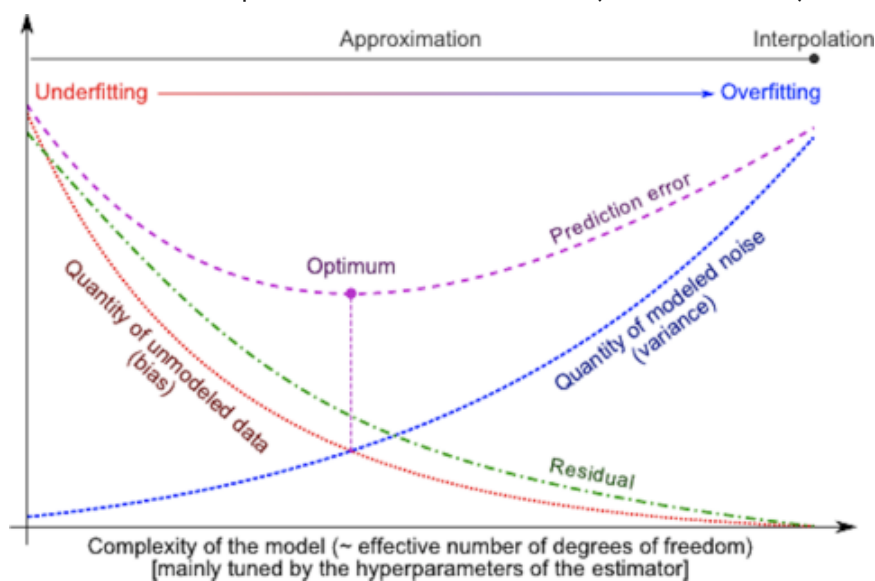 Approximation
Interpolation
Underfitting
Overfitting
Prediction error
Optimum
Quantity of unmodeled data
(bias)
Quantity of modeled noise
(variance)
Residual
Complexity of the model (~ effective number of degrees of freedom)
[mainly tuned by the hyperparameters of the estimator]